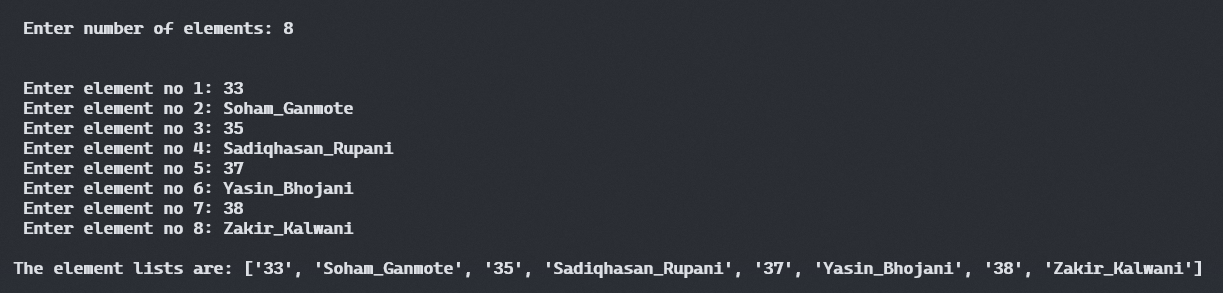 Enter number of elements: 8
Enter element no 1: 33
Enter element no 2: Soham_Ganmote
Enter element no 3: 35
Enter element no 4: Sadiqhasan_Rupani
Enter element no 5: 37
Enter element no 6: Yasin_Bhojani
Enter element no 7: 38
Enter element no 8: Zakir_Kalwani
The element lists are: ['33', 'Soham_Ganmote', '35', 'Sadiqhasan_Rupani', '37', 'Yasin_Bhojani', '38', 'Zakir_Kalwani']